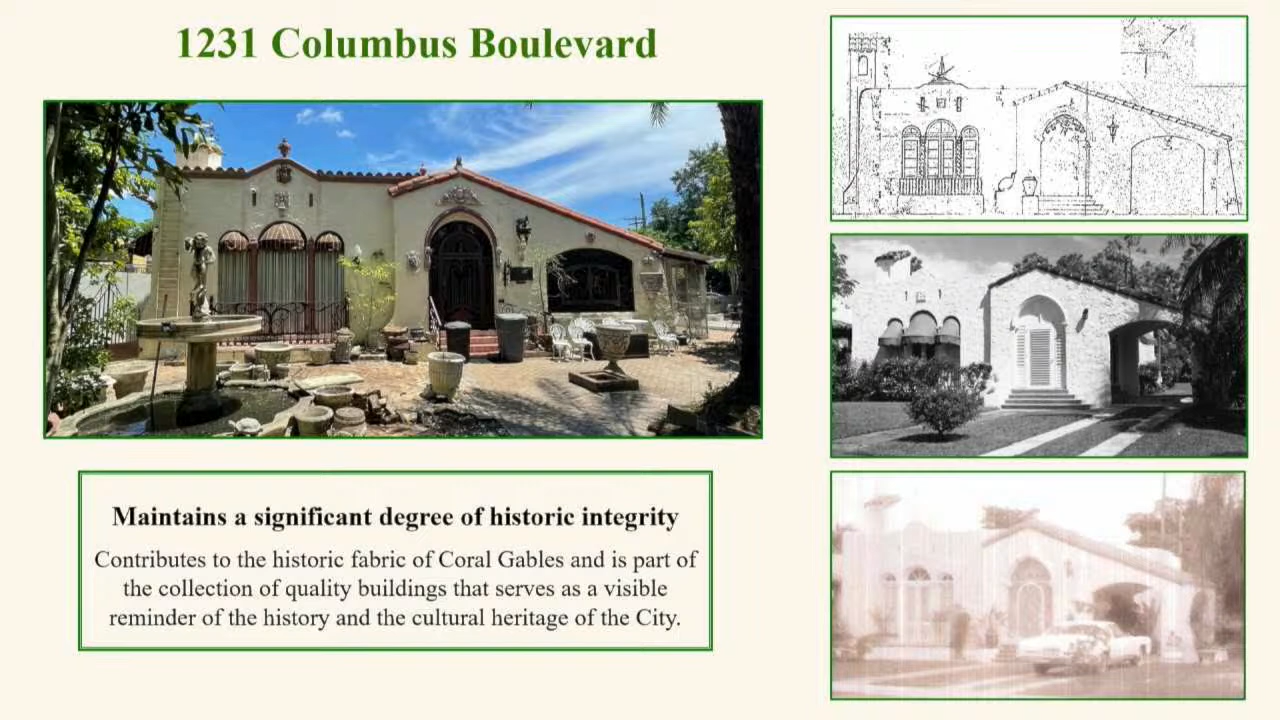 1231 Columbus Boulevard
Maintains a significant degree of historic integrity
Contributes to the historic fabric of Coral Gables and is part of
the collection of quality buildings that serves as a visible
reminder of the history and the cultural heritage of the City.